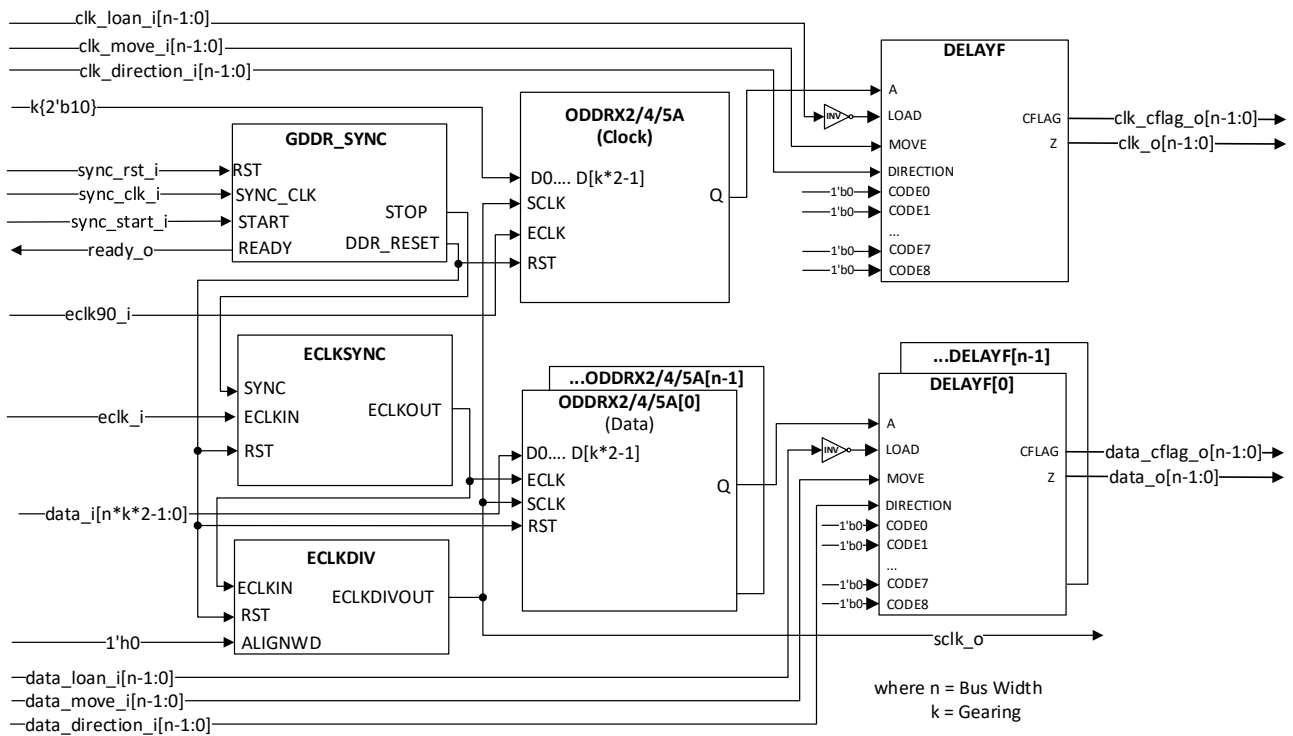 clk_loan_i[n-1:0]
clk_move_i[n-1:0]
clk_direction_i[n-1:0]
k{2'b10}
GDDR_SYNC
sync_rst_i
RST
sync_clk_i
SYNC_CLK
sync_start_i
START
ready_o
READY
STOP
DDR_RESET
eclk90_i
ODDRX2/4/5A
(Clock)
D0.... D[k*2-1]
SCLK
ECLK
RST
Q
DELAYF
A
INV
LOAD
MOVE
DIRECTION
1'b0
CODE0
1'b0
CODE1
...
1'b0
CODE7
1'b0
CODE8
CFLAG
clk_cflag_o[n-1:0]
Z
clk_o[n-1:0]
ECLKSYNC
SYNC
eclk_i
ECLKIN
RST
ECLKOUT
data_i[n*k*2-1:0]
...ODDRX2/4/5A[n-1]
ODDRX2/4/5A[0]
(Data)
D0.... D[k*2-1]
ECLK
SCLK
RST
Q
...DELAYF[n-1]
DELAYF[0]
A
INV
LOAD
MOVE
DIRECTION
1'b0
CODE0
1'b0
CODE1
...
1'b0
CODE7
1'b0
CODE8
CFLAG
data_cflag_o[n-1:0]
Z
data_o[n-1:0]
ECLKDIV
ECLKIN
RST
1'h0
ALIGNWD
ECLKDIVOUT
sclk_o
data_loan_i[n-1:0]
data_move_i[n-1:0]
data_direction_i[n-1:0]
where n = Bus Width
k = Gearing